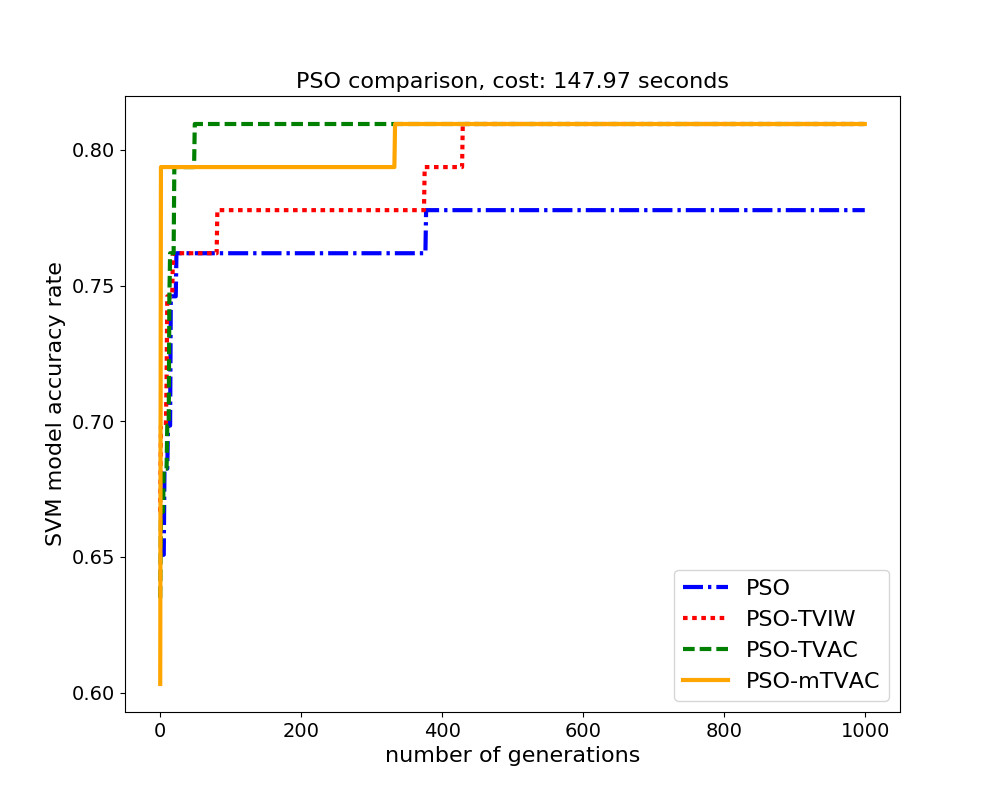 PSO comparison, cost: 147.97 seconds
SVM model accuracy rate
0.80
0.75
0.70
0.65
0.60
PSO
PSO-TVIW
PSO-TVAC
PSO-mTVAC
0 200 400 600 800 1000
number of generations